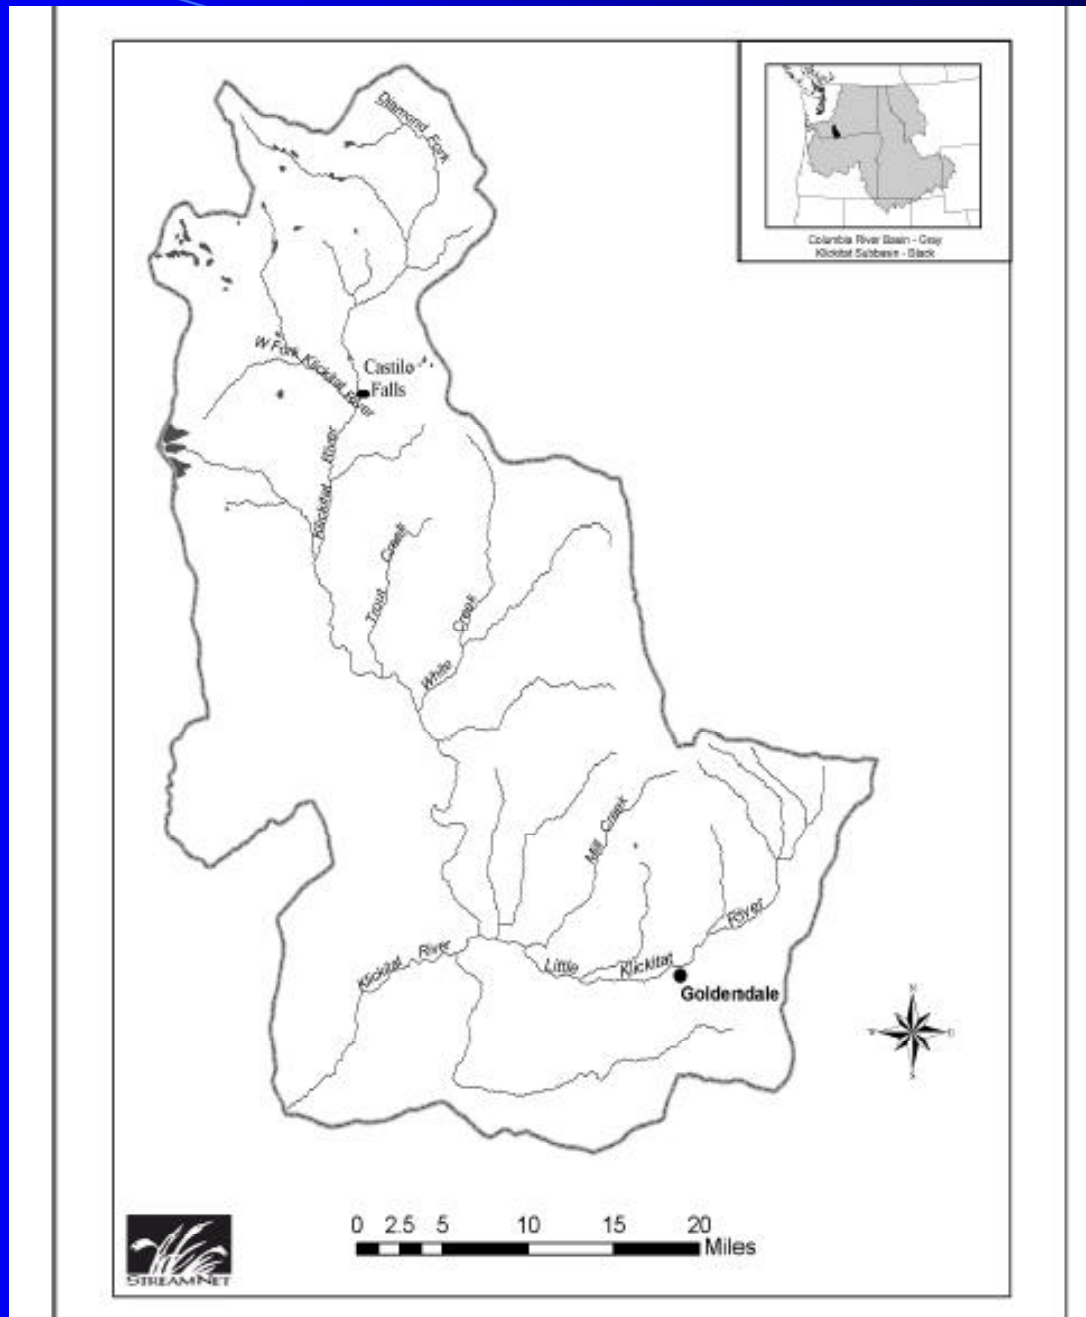 Diamond Fork
Columbia River Basin - Gray
Klickitat Subbasin - Black
W Fork Klickitat River
Castile
Falls
Klickitat River
Trout Creek
White Creek
Mill Creek
Klickitat River
Little Klickitat River
Goldendale
N
W E
S
0 2.5 5 10 15 20
Miles
STREAMNET